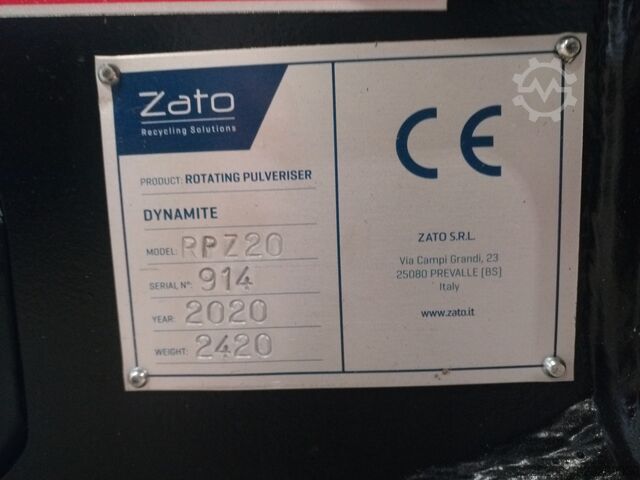 Zato
Recycling Solutions
PRODUCT: ROTATING PULVERISER
DYNAMITE
MODEL: RPZ20
SERIAL N°: 914
YEAR: 2020
WEIGHT: 2420
CE
ZATO S.R.L.
Via Campi Grandi, 23
25080 PREVALLE (BS)
Italy
www.zato.it